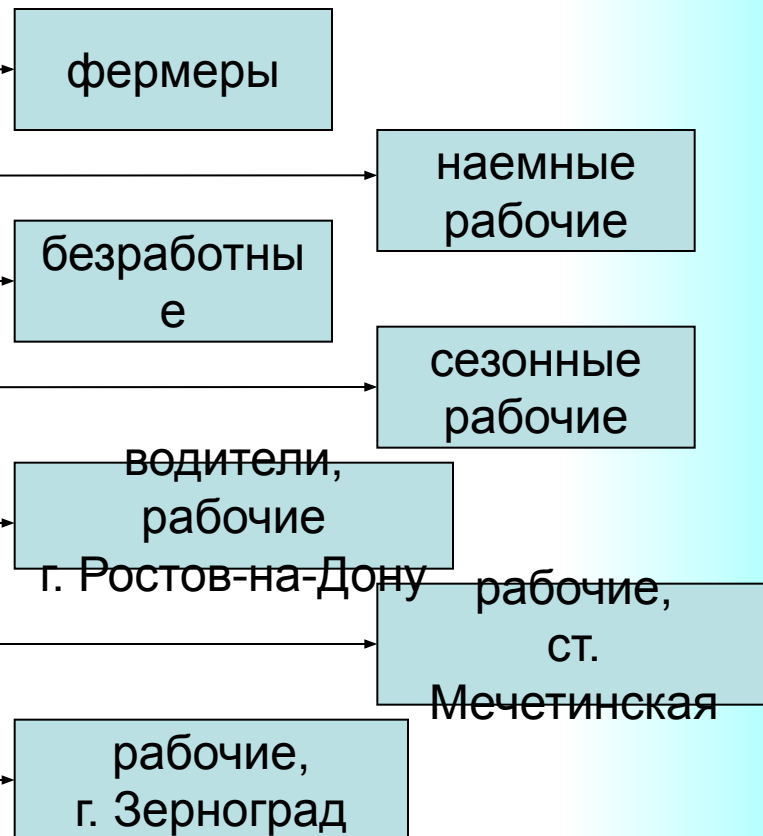 фермеры
наемные
рабочие
безработны
е
сезонные
рабочие
водители,
рабочие
г. Ростов-на-Дону
рабочие,
ст.
Мечетинская
рабочие,
г. Зерноград